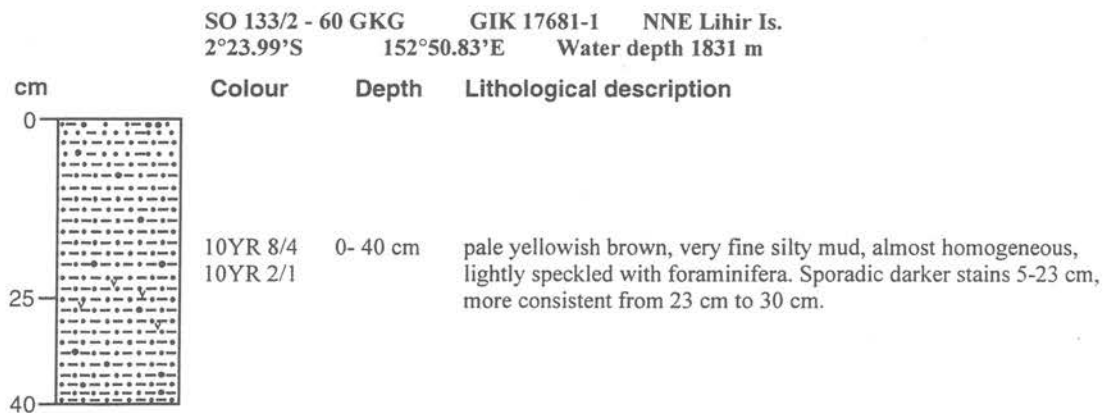 SO 133/2 - 60 GKG GIK 17681-1 NNE Lihir Is.
2°23.99'S 152°50.83'E Water depth 1831 m
cm Colour Depth Lithological description
0
10YR 8/4 0- 40 cm pale yellowish brown, very fine silty mud, almost homogeneous,
10YR 2/1 lightly speckled with foraminifera. Sporadic darker stains 5-23 cm,
25 more consistent from 23 cm to 30 cm.
40